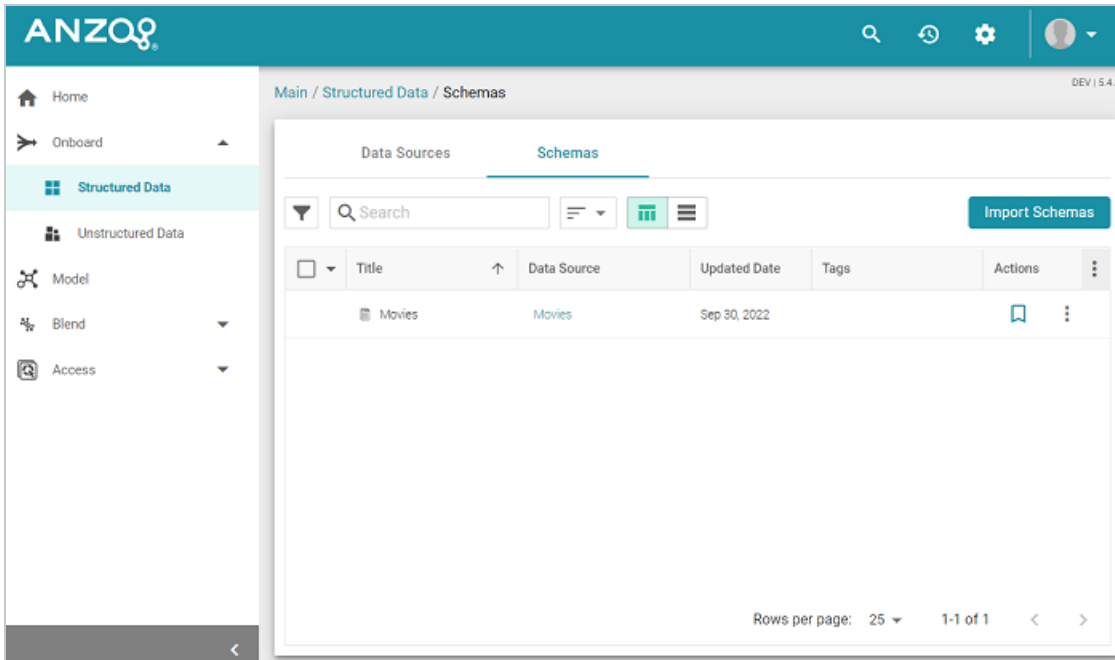 ANZO®
Home
Onboard
Structured Data
Unstructured Data
Model
Blend
Access
Main / Structured Data / Schemas
DEV | 5.4.
Data Sources
Schemas
Search
Import Schemas
Title
Data Source
Updated Date
Tags
Actions
Movies
Movies
Sep 30, 2022
Rows per page: 25
1-1 of 1